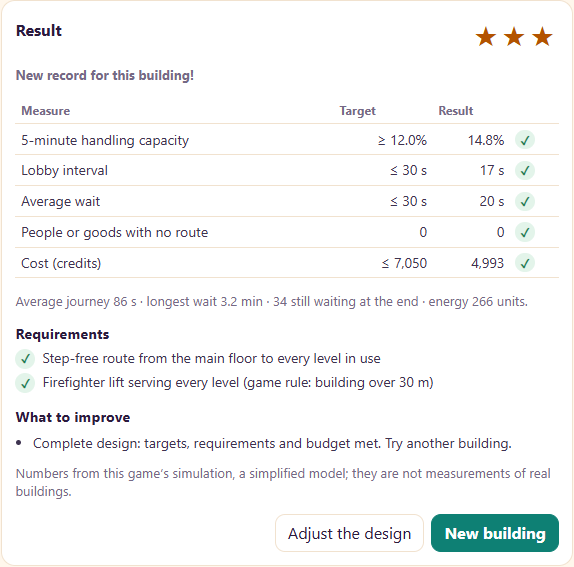 Result
New record for this building!
Measure Target Result
5-minute handling capacity ≥ 12.0% 14.8% ✓
Lobby interval ≤ 30 s 17 s ✓
Average wait ≤ 30 s 20 s ✓
People or goods with no route 0 0 ✓
Cost (credits) ≤ 7,050 4,993 ✓
Average journey 86 s · longest wait 3.2 min · 34 still waiting at the end · energy 266 units.
Requirements
✓ Step-free route from the main floor to every level in use
✓ Firefighter lift serving every level (game rule: building over 30 m)
What to improve
• Complete design: targets, requirements and budget met. Try another building.
Numbers from this game’s simulation, a simplified model; they are not measurements of real
buildings.
Adjust the design New building